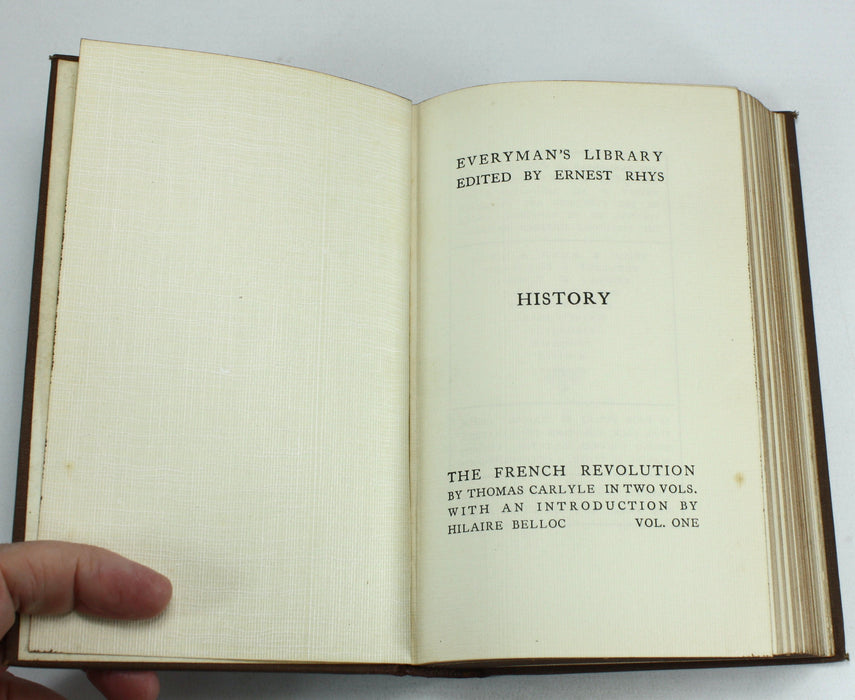 EVERYMAN'S LIBRARY
EDITED BY ERNEST RHYS
HISTORY
THE FRENCH REVOLUTION
BY THOMAS CARLYLE IN TWO VOLS.
WITH AN INTRODUCTION BY
HILAIRE BELLOC VOL. ONE